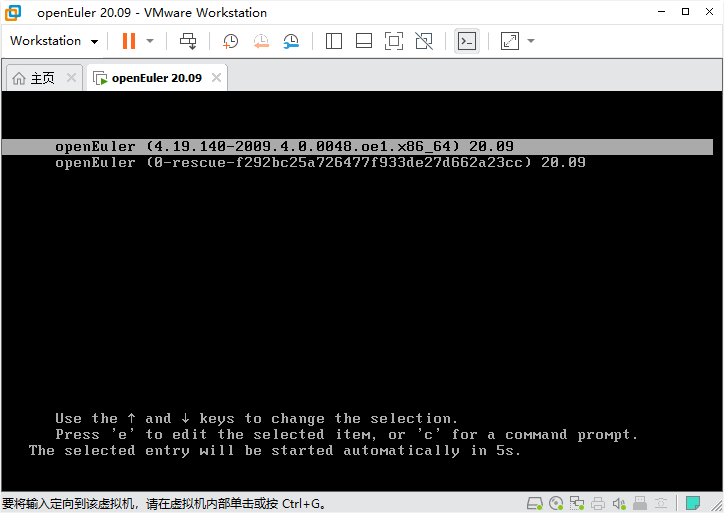 openEuler 20.09 - VMware Workstation
Workstation
主页
openEuler 20.09
openEuler (4.19.140-2009.4.0.0048.oe1.x86_64) 20.09
openEuler (0-rescue-f292bc25a726477f933de27d662a23cc) 20.09
Use the ↑ and ↓ keys to change the selection.
Press 'e' to edit the selected item, or 'c' for a command prompt.
The selected entry will be started automatically in 5s.
要将输入定向到该虚拟机，请在虚拟机内部单击或按 Ctrl+G。